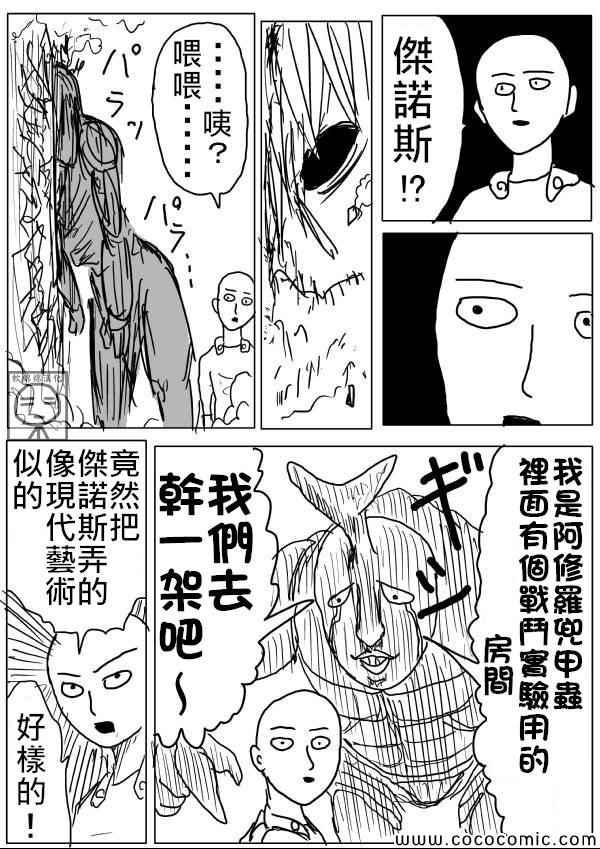 傑諾斯!?
……咦？
喂喂……
パラッ
パラ…
我是阿修羅兜甲蟲
裡面有個戰鬥實驗用的
房間
ギギ
我們去
幹一架吧～
竟然把
傑諾斯弄的
像現代藝術
似的
好樣的！
www.cococomic.com